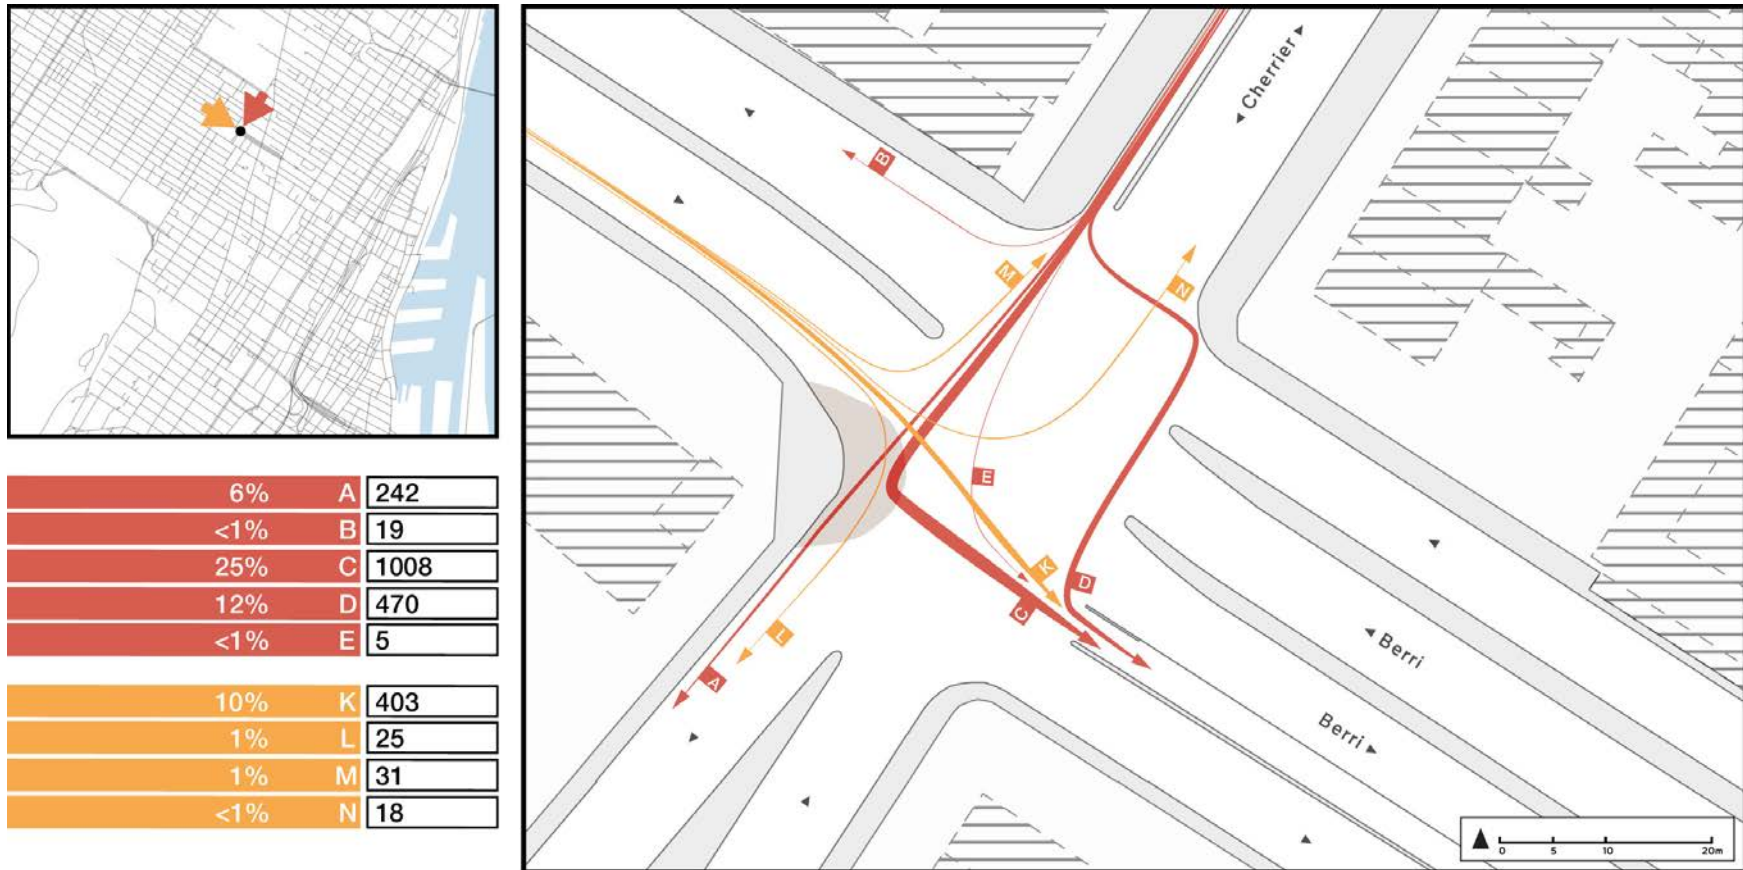 6% A 242
<1% B 19
25% C 1008
12% D 470
<1% E 5
10% K 403
1% L 25
1% M 31
<1% N 18
Cherrier
B
M
N
E
K
D
C
L
A
Berri
Berri
0 5 10 20m